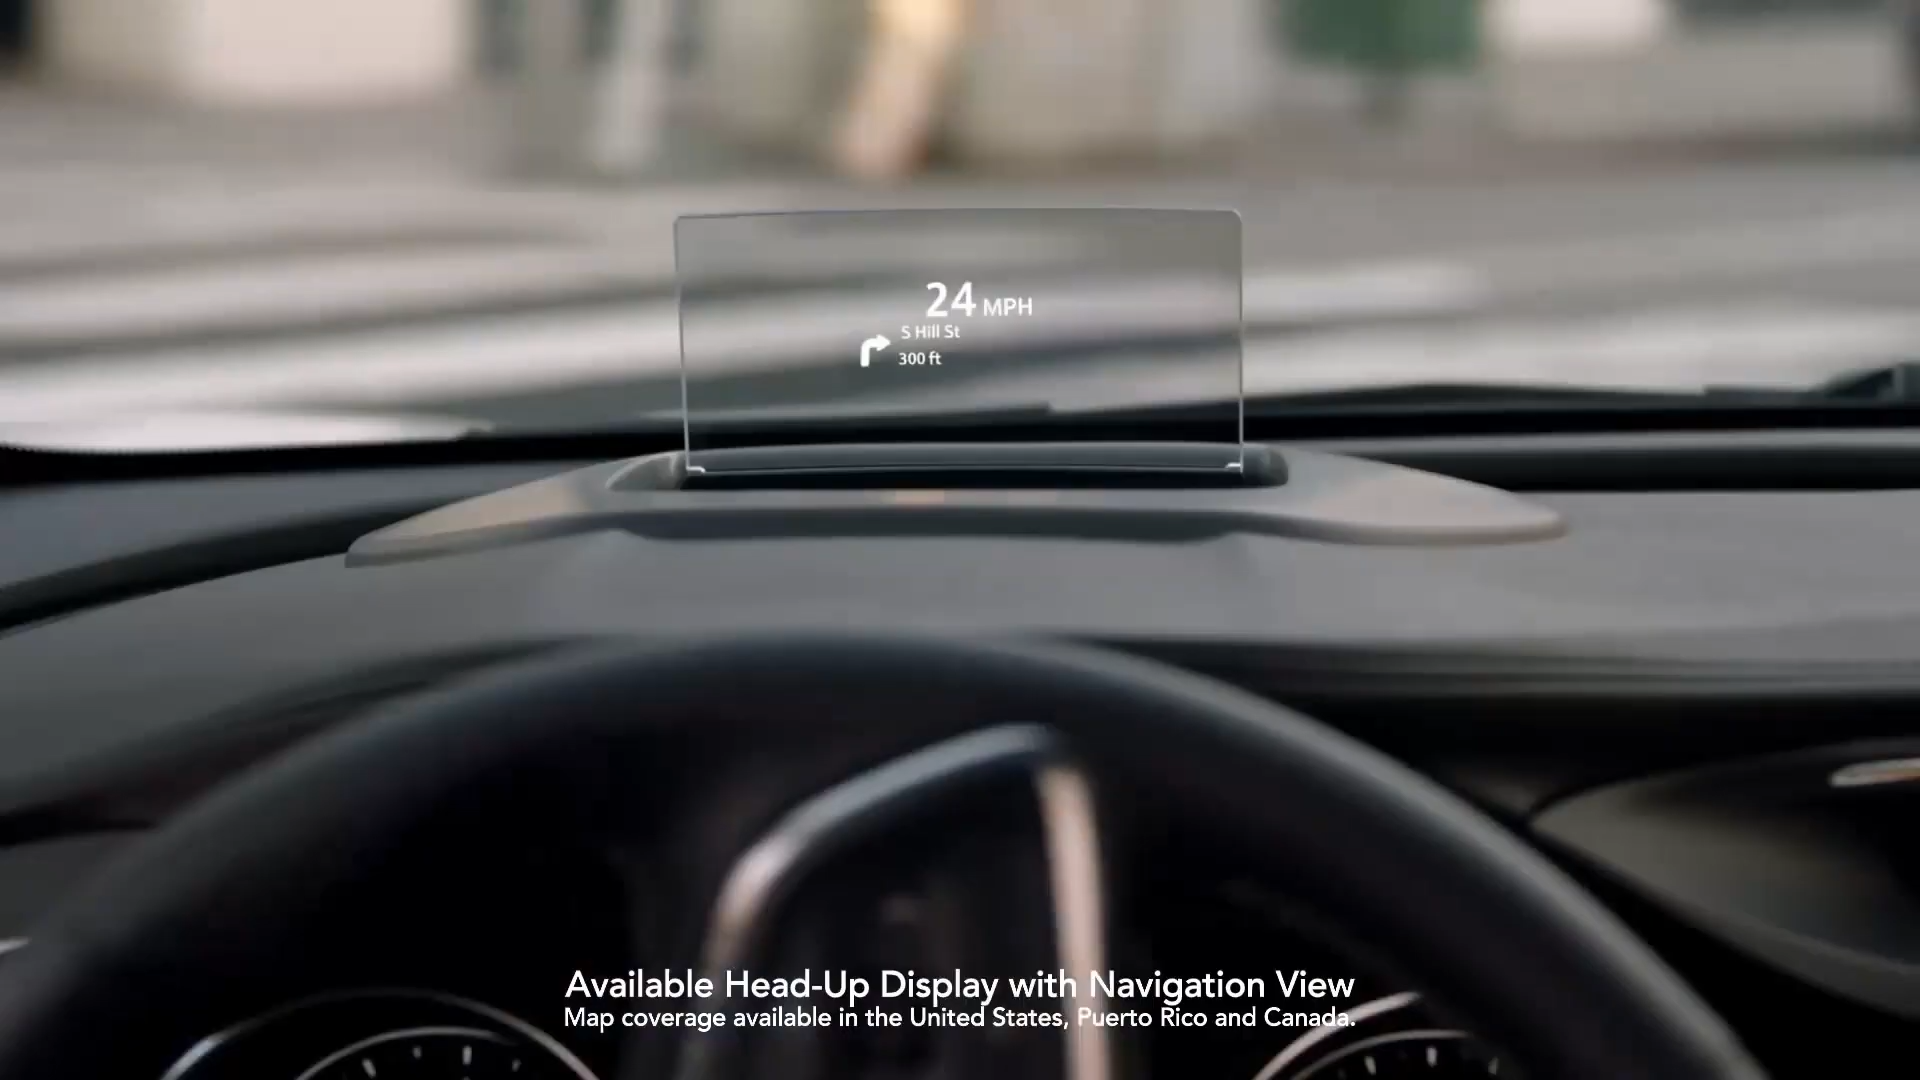 24 MPH
S Hill St
300 ft
Available Head-Up Display with Navigation View
Map coverage available in the United States, Puerto Rico and Canada.